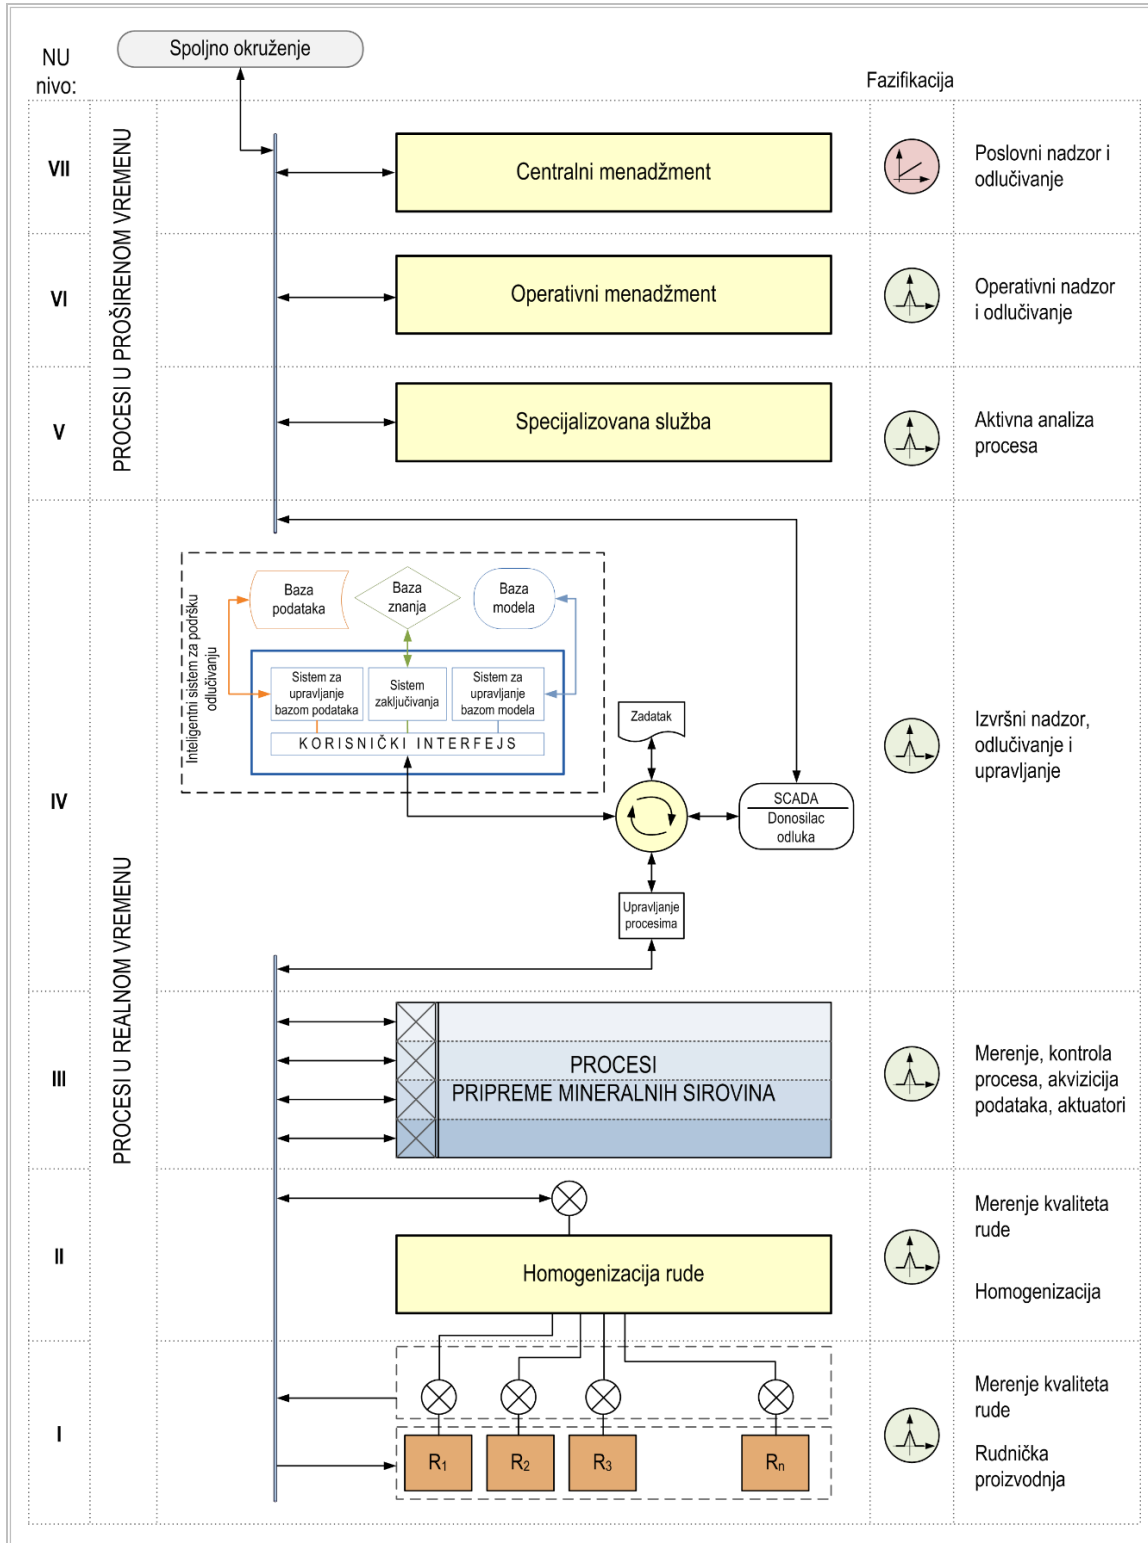 Spoljno okruženje
NU
nivo:
Fazifikacija
PROCESI U PROŠIRENOM VREMENU
VII
Centralni menadžment
Poslovni nadzor i
odlučivanje
VI
Operativni menadžment
Operativni nadzor
i odlučivanje
V
Specijalizovana služba
Aktivna analiza
procesa
PROCESI U REALNOM VREMENU
IV
Inteligentni sistem za podršku
odlučivanju
Baza
podataka
Baza
znanja
Baza
modela
Sistem za
upravljanje
bazom podataka
Sistem
zaključivanja
Sistem za
upravljanje
bazom modela
KORISNIČKI INTERFEJS
Zadatak
SCADA
Donosilac
odluka
Upravljanje
procesima
Izvršni nadzor,
odlučivanje i
upravljanje
III
PROCESI
PRIPREME MINERALNIH SIROVINA
Merenje, kontrola
procesa, akvizicija
podataka, aktuatori
II
Homogenizacija rude
Merenje kvaliteta
rude
Homogenizacija
I
R1
R2
R3
Rn
Merenje kvaliteta
rude
Rudnička
proizvodnja